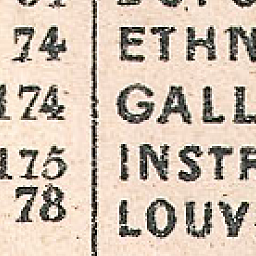 74 ETHN
174 GALL
175 INSTR
78 LOUV